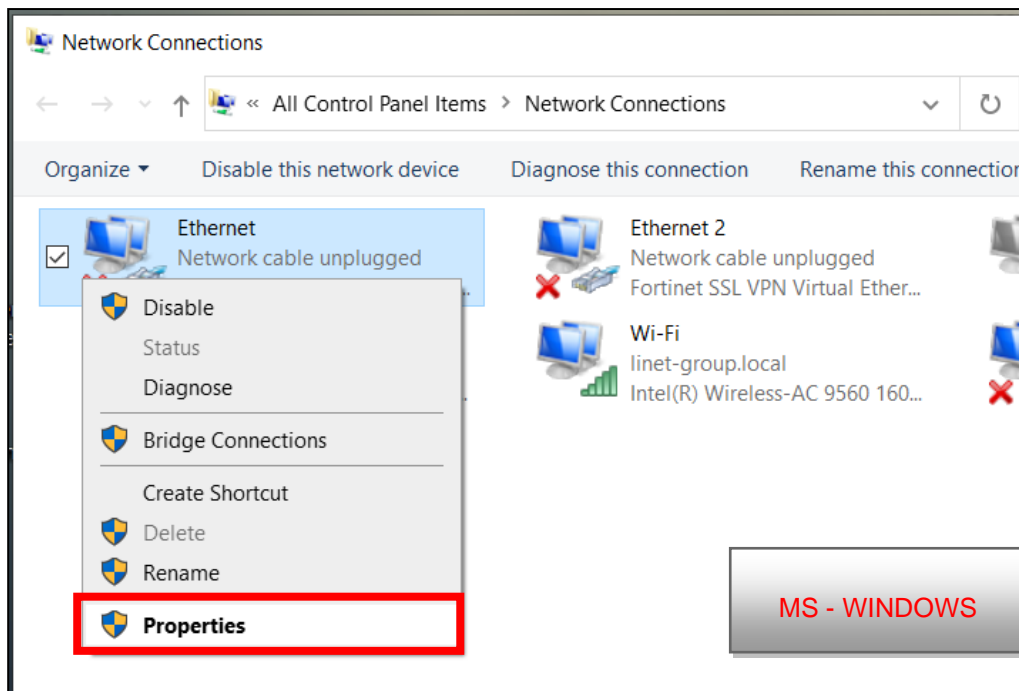 Network Connections
« All Control Panel Items > Network Connections
Organize Disable this network device Diagnose this connection Rename this connection
Ethernet
Network cable unplugged
Ethernet 2
Network cable unplugged
Fortinet SSL VPN Virtual Ether...
Wi-Fi
linet-group.local
Intel(R) Wireless-AC 9560 160...
Disable
Status
Diagnose
Bridge Connections
Create Shortcut
Delete
Rename
Properties
MS - WINDOWS